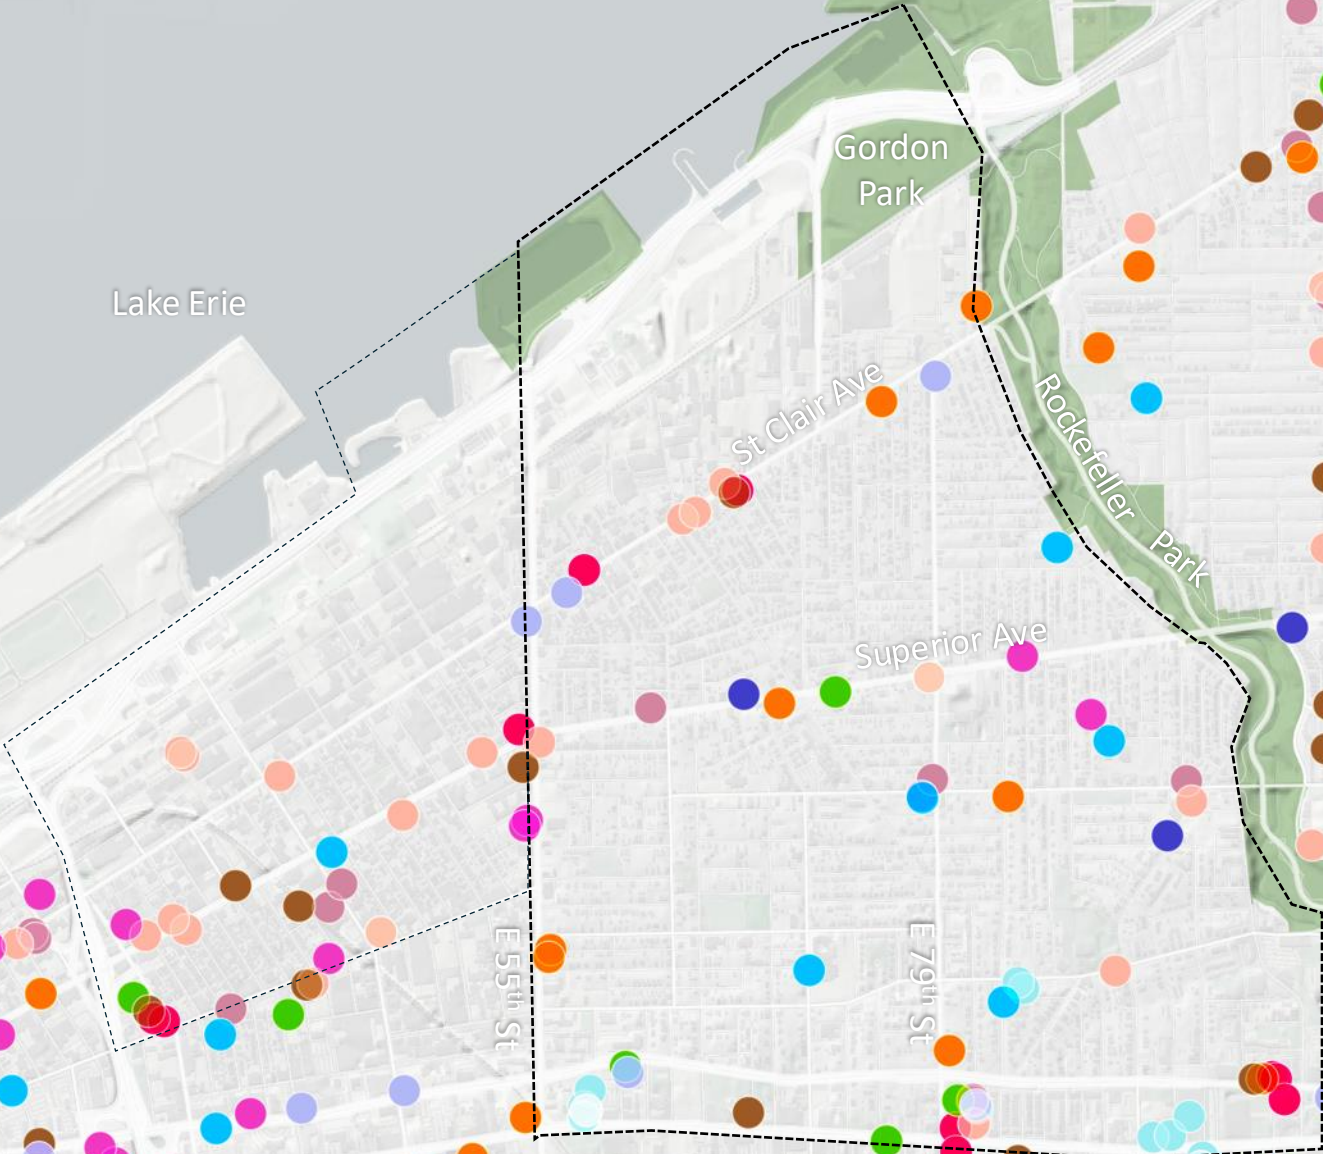 Gordon
Park
Lake Erie
St Clair Ave
Rockefeller
Park
Superior Ave
E 55th St
E 79th St